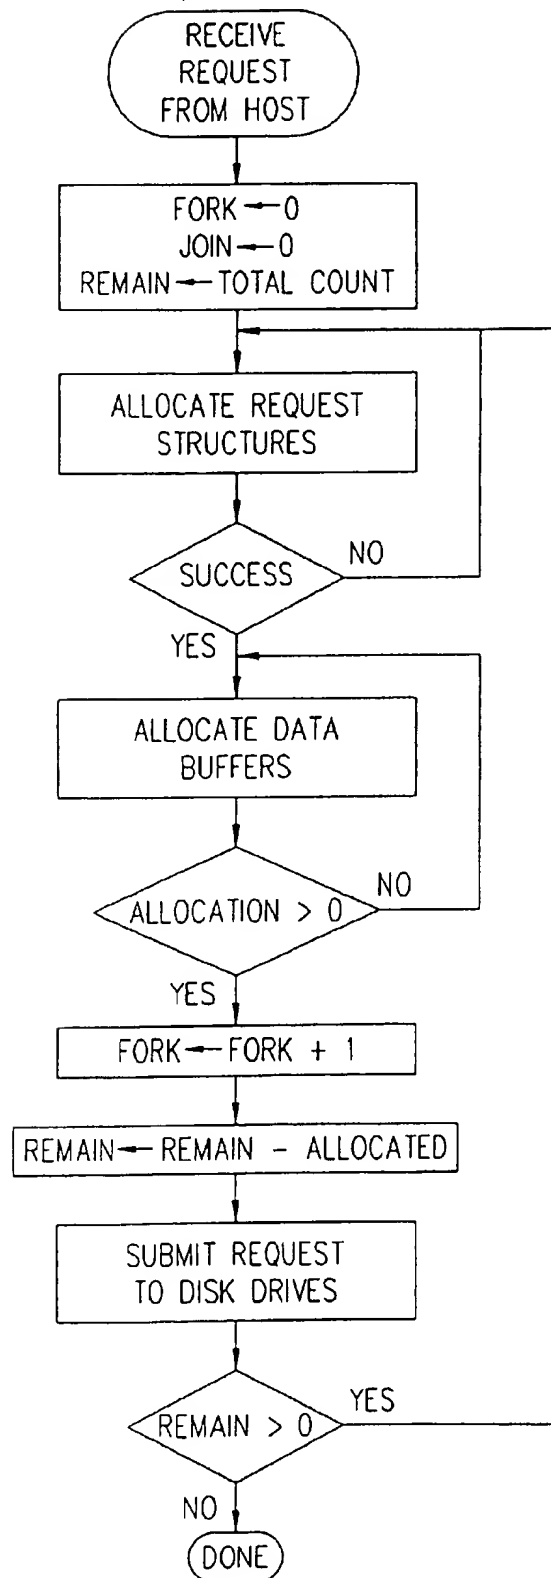 RECEIVE
REQUEST
FROM HOST
FORK ← 0
JOIN ← 0
REMAIN ← TOTAL COUNT
ALLOCATE REQUEST
STRUCTURES
SUCCESS
NO
YES
ALLOCATE DATA
BUFFERS
ALLOCATION > 0
NO
YES
FORK ← FORK + 1
REMAIN ← REMAIN - ALLOCATED
SUBMIT REQUEST
TO DISK DRIVES
REMAIN > 0
YES
NO
DONE